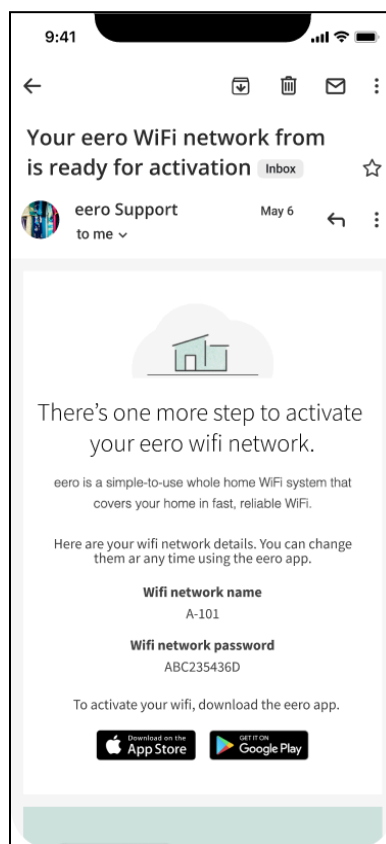 9:41
Your eero WiFi network from
is ready for activation Inbox
eero Support May 6
to me
There's one more step to activate
your eero wifi network.
eero is a simple-to-use whole home WiFi system that
covers your home in fast, reliable WiFi.
Here are your wifi network details. You can change
them ar any time using the eero app.
Wifi network name
A-101
Wifi network password
ABC235436D
To activate your wifi, download the eero app.
Download on the
App Store
GET IT ON
Google Play